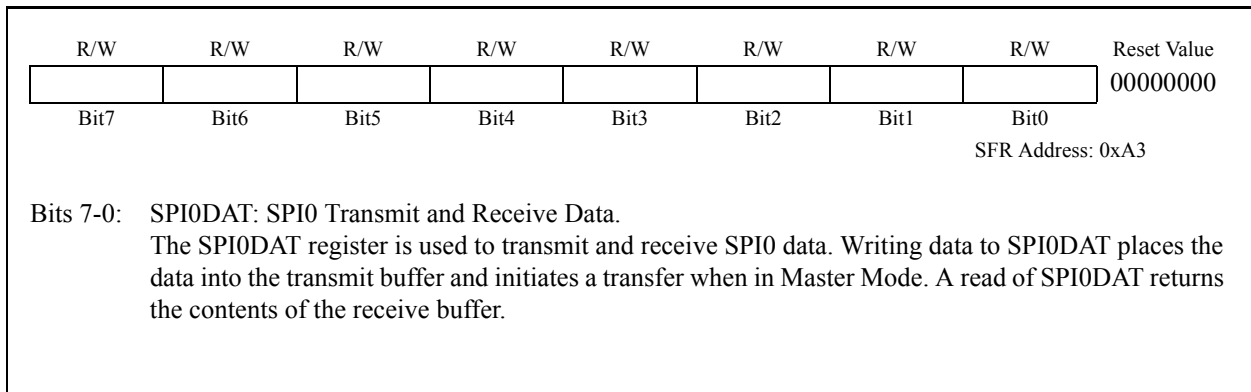 R/W R/W R/W R/W R/W R/W R/W R/W Reset Value
00000000
Bit7 Bit6 Bit5 Bit4 Bit3 Bit2 Bit1 Bit0
SFR Address: 0xA3
Bits 7-0: SPI0DAT: SPI0 Transmit and Receive Data.
The SPI0DAT register is used to transmit and receive SPI0 data. Writing data to SPI0DAT places the
data into the transmit buffer and initiates a transfer when in Master Mode. A read of SPI0DAT returns
the contents of the receive buffer.